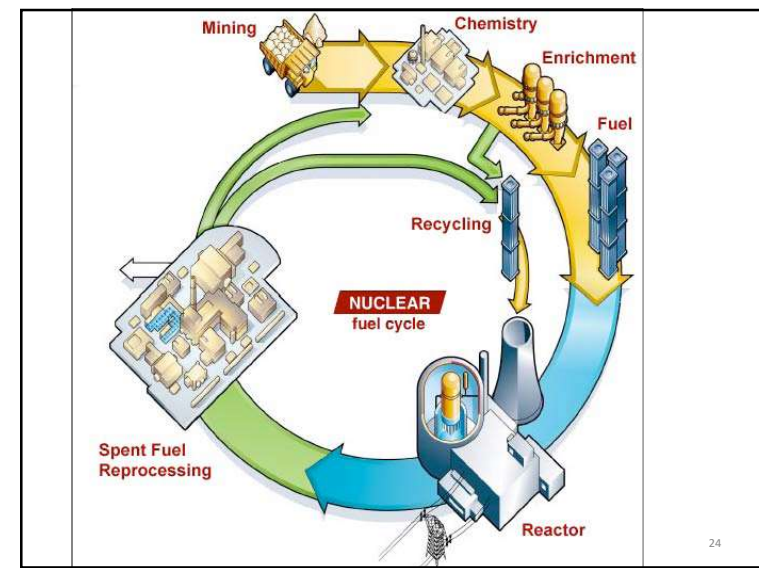 Mining
Chemistry
Enrichment
Fuel
Recycling
NUCLEAR
fuel cycle
Spent Fuel
Reprocessing
Reactor
24